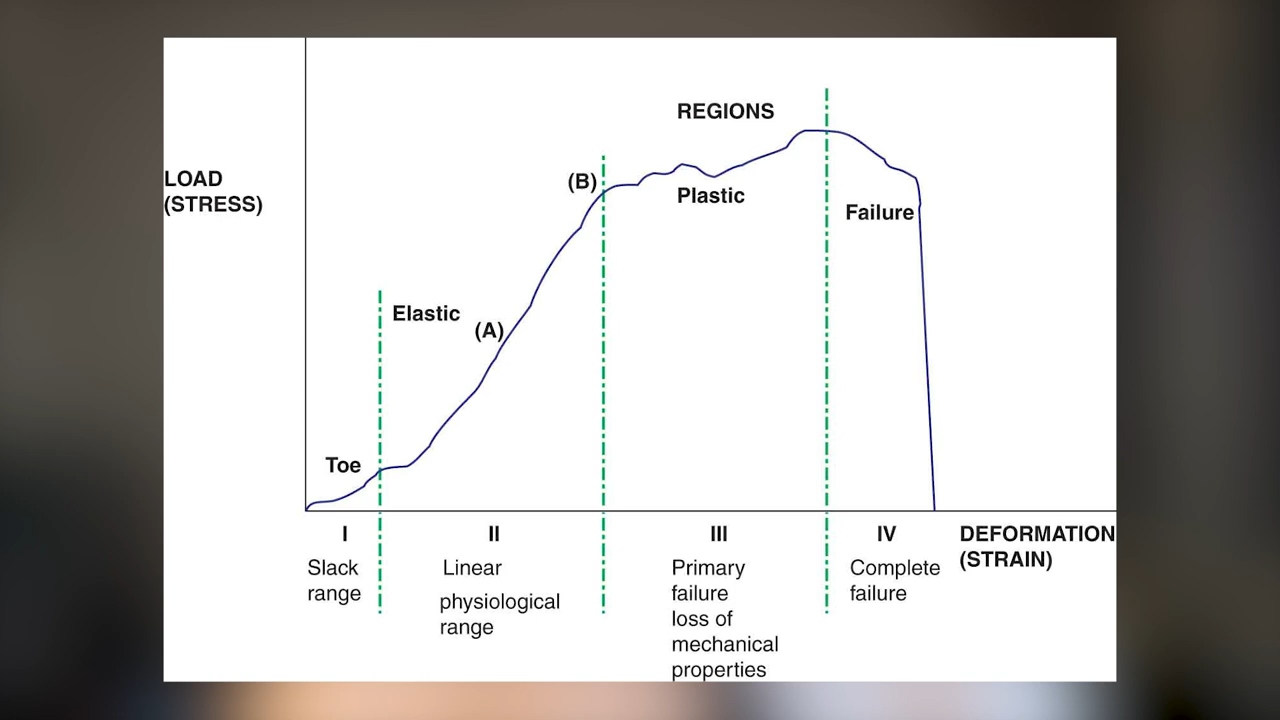 REGIONS
LOAD
(STRESS)
(B)
Plastic
Failure
Elastic
(A)
Toe
I
II
III
IV
DEFORMATION
(STRAIN)
Slack
range
Linear
physiological
range
Primary
failure
loss of
mechanical
properties
Complete
failure